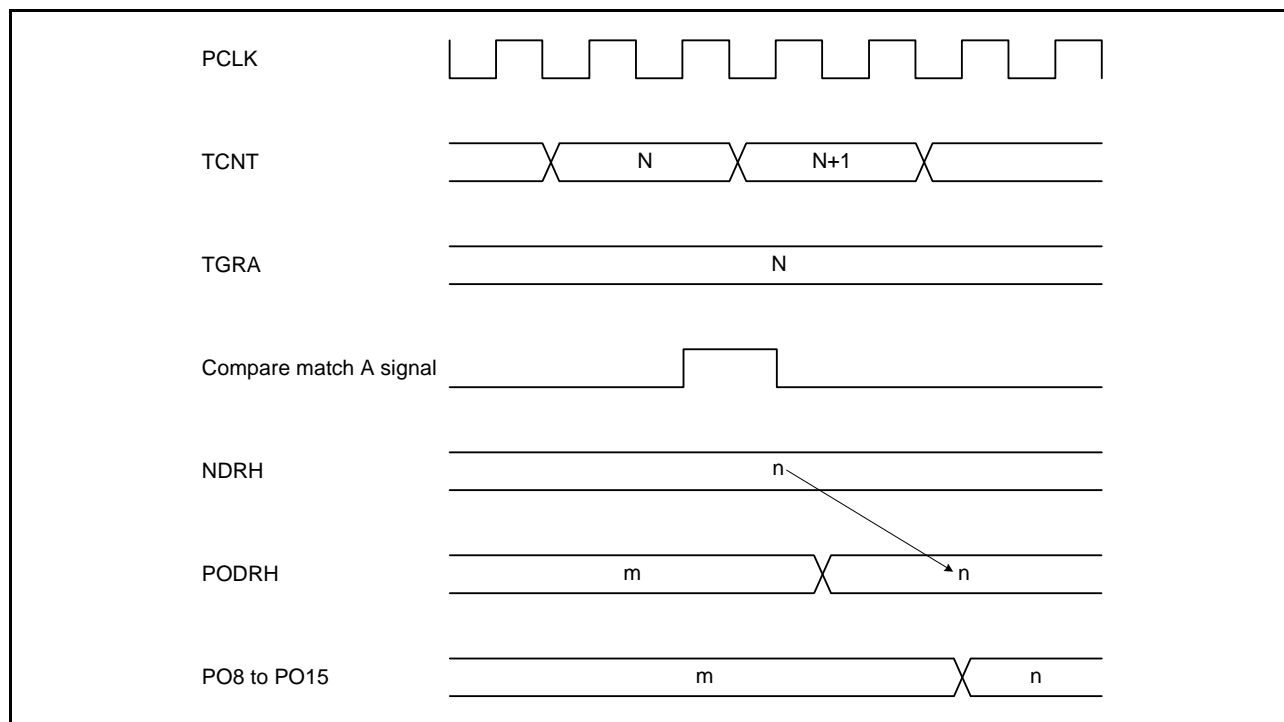 PCLK
TCNT N N+1
TGRA N
Compare match A signal
NDRH n
PODRH m n
PO8 to PO15 m n